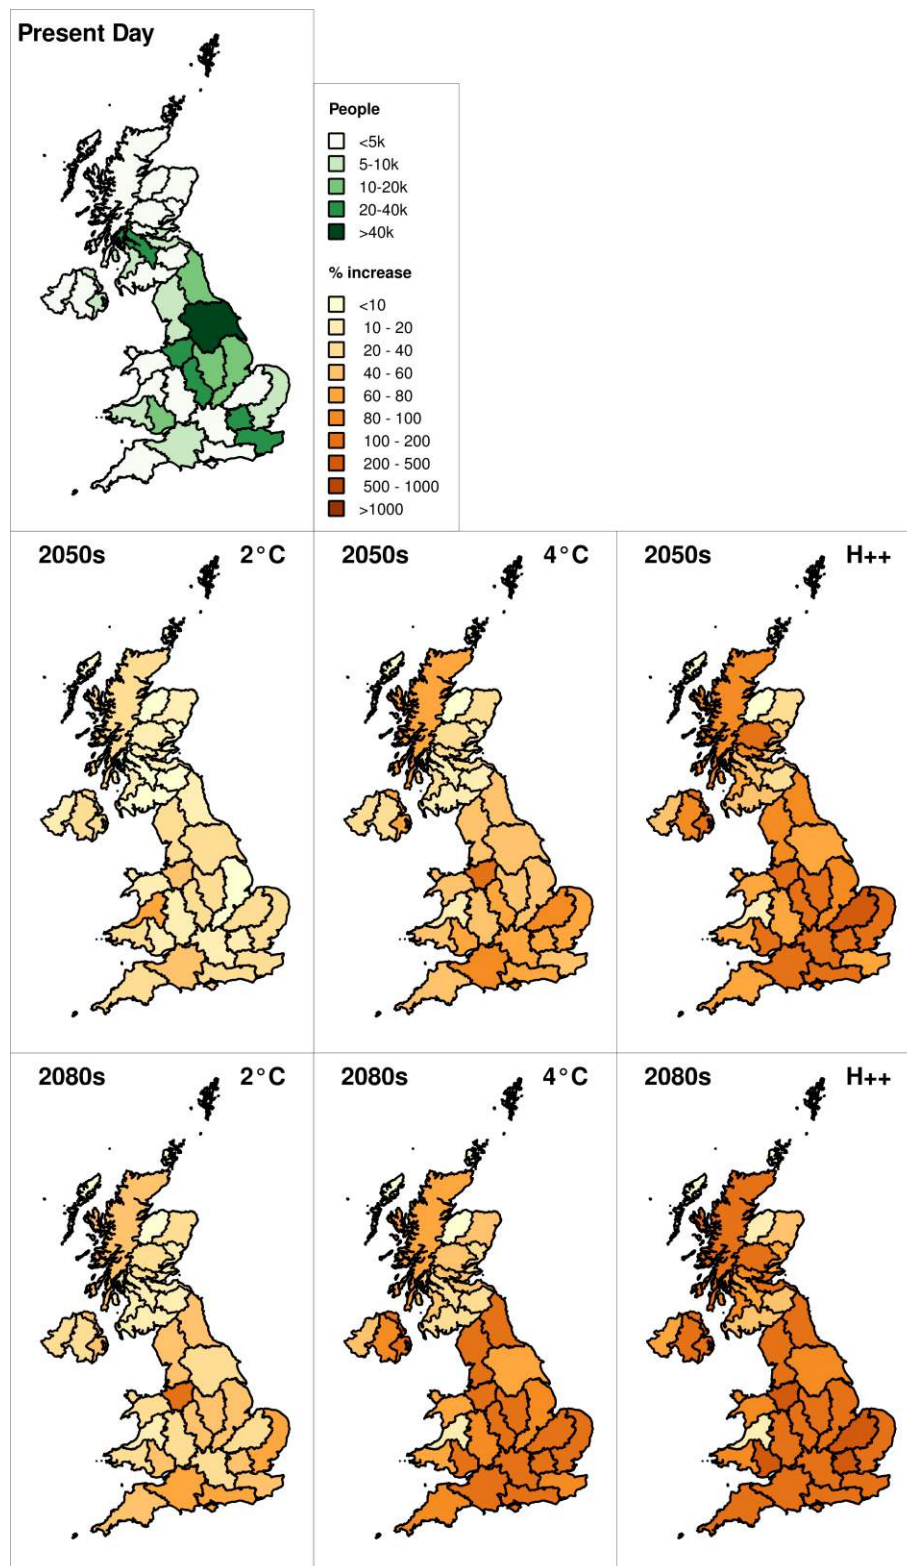 Present Day
People
<5k
5-10k
10-20k
20-40k
>40k
% increase
<10
10 - 20
20 - 40
40 - 60
60 - 80
80 - 100
100 - 200
200 - 500
500 - 1000
>1000
2050s 2°C
2050s 4°C
2050s H++
2080s 2°C
2080s 4°C
2080s H++